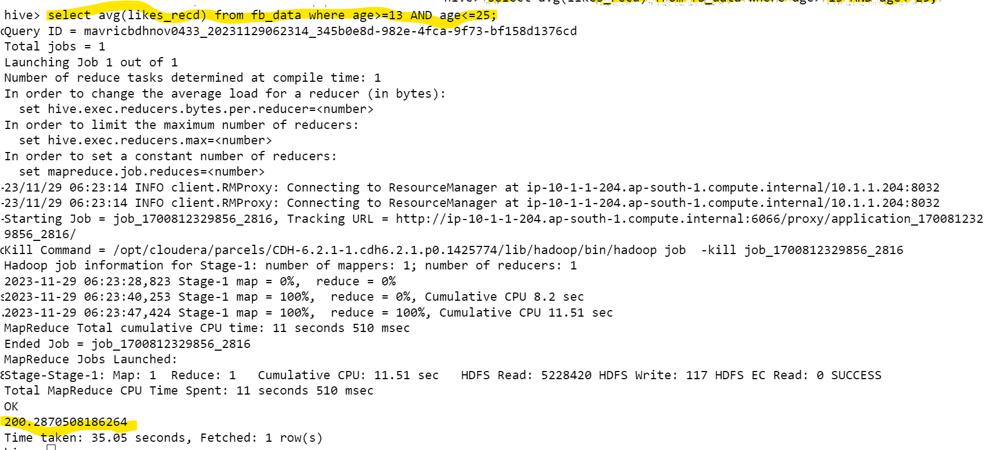 hive> select avg(likes_recd) from fb_data where age>=13 AND age<=25;
Query ID = mavricbdhnov0433_20231129062314_345b0e8d-982e-4fca-9f73-bf158d1376cd
Total jobs = 1
Launching Job 1 out of 1
Number of reduce tasks determined at compile time: 1
In order to change the average load for a reducer (in bytes):
  set hive.exec.reducers.bytes.per.reducer=<number>
In order to limit the maximum number of reducers:
  set hive.exec.reducers.max=<number>
In order to set a constant number of reducers:
  set mapreduce.job.reduces=<number>
23/11/29 06:23:14 INFO client.RMProxy: Connecting to ResourceManager at ip-10-1-1-204.ap-south-1.compute.internal/10.1.1.204:8032
23/11/29 06:23:14 INFO client.RMProxy: Connecting to ResourceManager at ip-10-1-1-204.ap-south-1.compute.internal/10.1.1.204:8032
Starting Job = job_1700812329856_2816, Tracking URL = http://ip-10-1-1-204.ap-south-1.compute.internal:6066/proxy/application_170081232
9856_2816/
Kill Command = /opt/cloudera/parcels/CDH-6.2.1-1.cdh6.2.1.p0.1425774/lib/hadoop/bin/hadoop job  -kill job_1700812329856_2816
Hadoop job information for Stage-1: number of mappers: 1; number of reducers: 1
2023-11-29 06:23:28,823 Stage-1 map = 0%,  reduce = 0%
2023-11-29 06:23:40,253 Stage-1 map = 100%,  reduce = 0%, Cumulative CPU 8.2 sec
2023-11-29 06:23:47,424 Stage-1 map = 100%,  reduce = 100%, Cumulative CPU 11.51 sec
MapReduce Total cumulative CPU time: 11 seconds 510 msec
Ended Job = job_1700812329856_2816
MapReduce Jobs Launched:
Stage-Stage-1: Map: 1  Reduce: 1   Cumulative CPU: 11.51 sec   HDFS Read: 5228420 HDFS Write: 117 HDFS EC Read: 0 SUCCESS
Total MapReduce CPU Time Spent: 11 seconds 510 msec
OK
200.2870508186264
Time taken: 35.05 seconds, Fetched: 1 row(s)